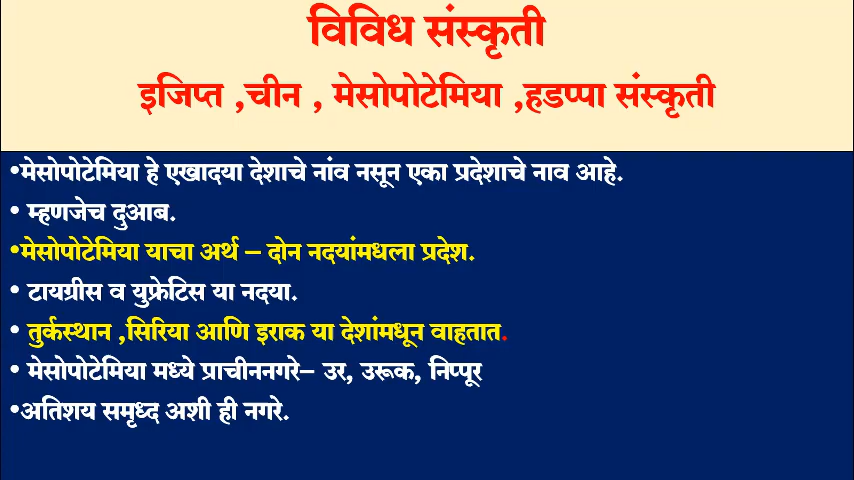 विविध संस्कृती
इजिप्त ,चीन , मेसोपोटेमिया ,हडप्पा संस्कृती
•मेसोपोटेमिया हे एखादया देशाचे नांव नसून एका प्रदेशाचे नाव आहे.
• म्हणजेच दुआब.
•मेसोपोटेमिया याचा अर्थ – दोन नदयांमधला प्रदेश.
• टायग्रीस व युफ्रेटिस या नदया.
• तुर्कस्थान ,सिरिया आणि इराक या देशांमधून वाहतात.
• मेसोपोटेमिया मध्ये प्राचीननगरे– उर, उरूक, निप्पूर
•अतिशय समृध्द अशी ही नगरे.